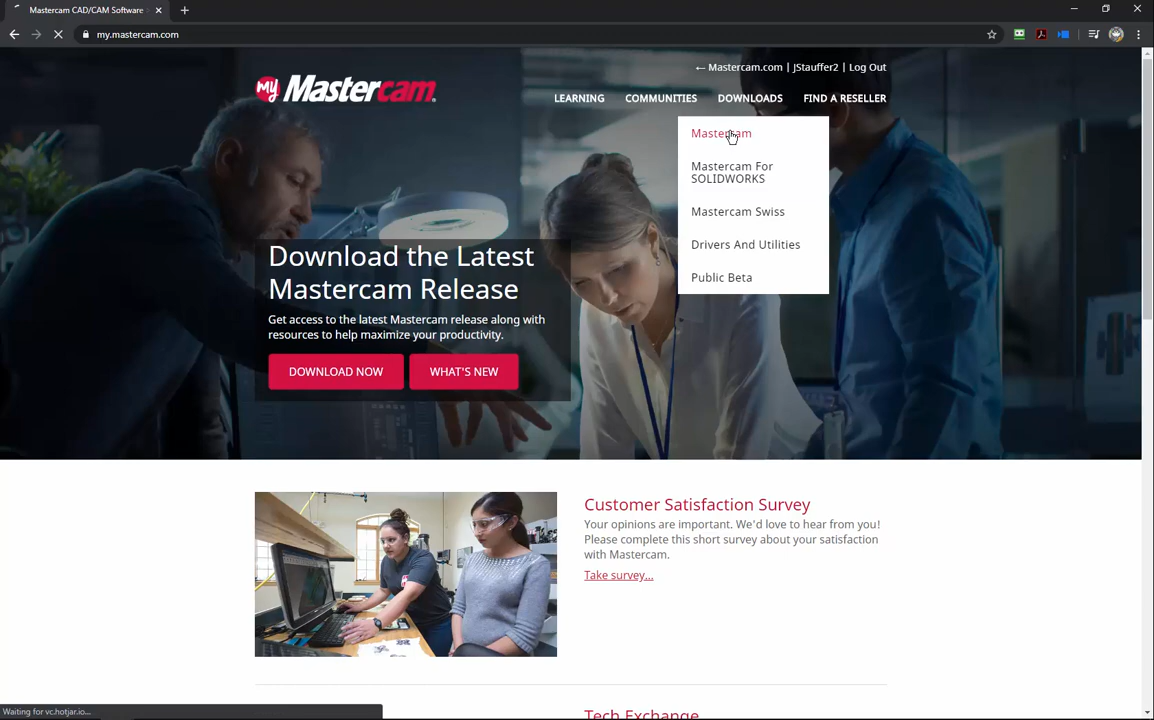 Mastercam CAD/CAM Software
my.mastercam.com
← Mastercam.com | JStauffer2 | Log Out
my Mastercam
LEARNING COMMUNITIES DOWNLOADS FIND A RESELLER
Mastercam
Mastercam For
SOLIDWORKS
Mastercam Swiss
Drivers And Utilities
Public Beta
Download the Latest
Mastercam Release
Get access to the latest Mastercam release along with
resources to help maximize your productivity.
DOWNLOAD NOW WHAT'S NEW
Customer Satisfaction Survey
Your opinions are important. We'd love to hear from you!
Please complete this short survey about your satisfaction
with Mastercam.
Take survey...
Tech Exchange
Waiting for vc.hotjar.io...